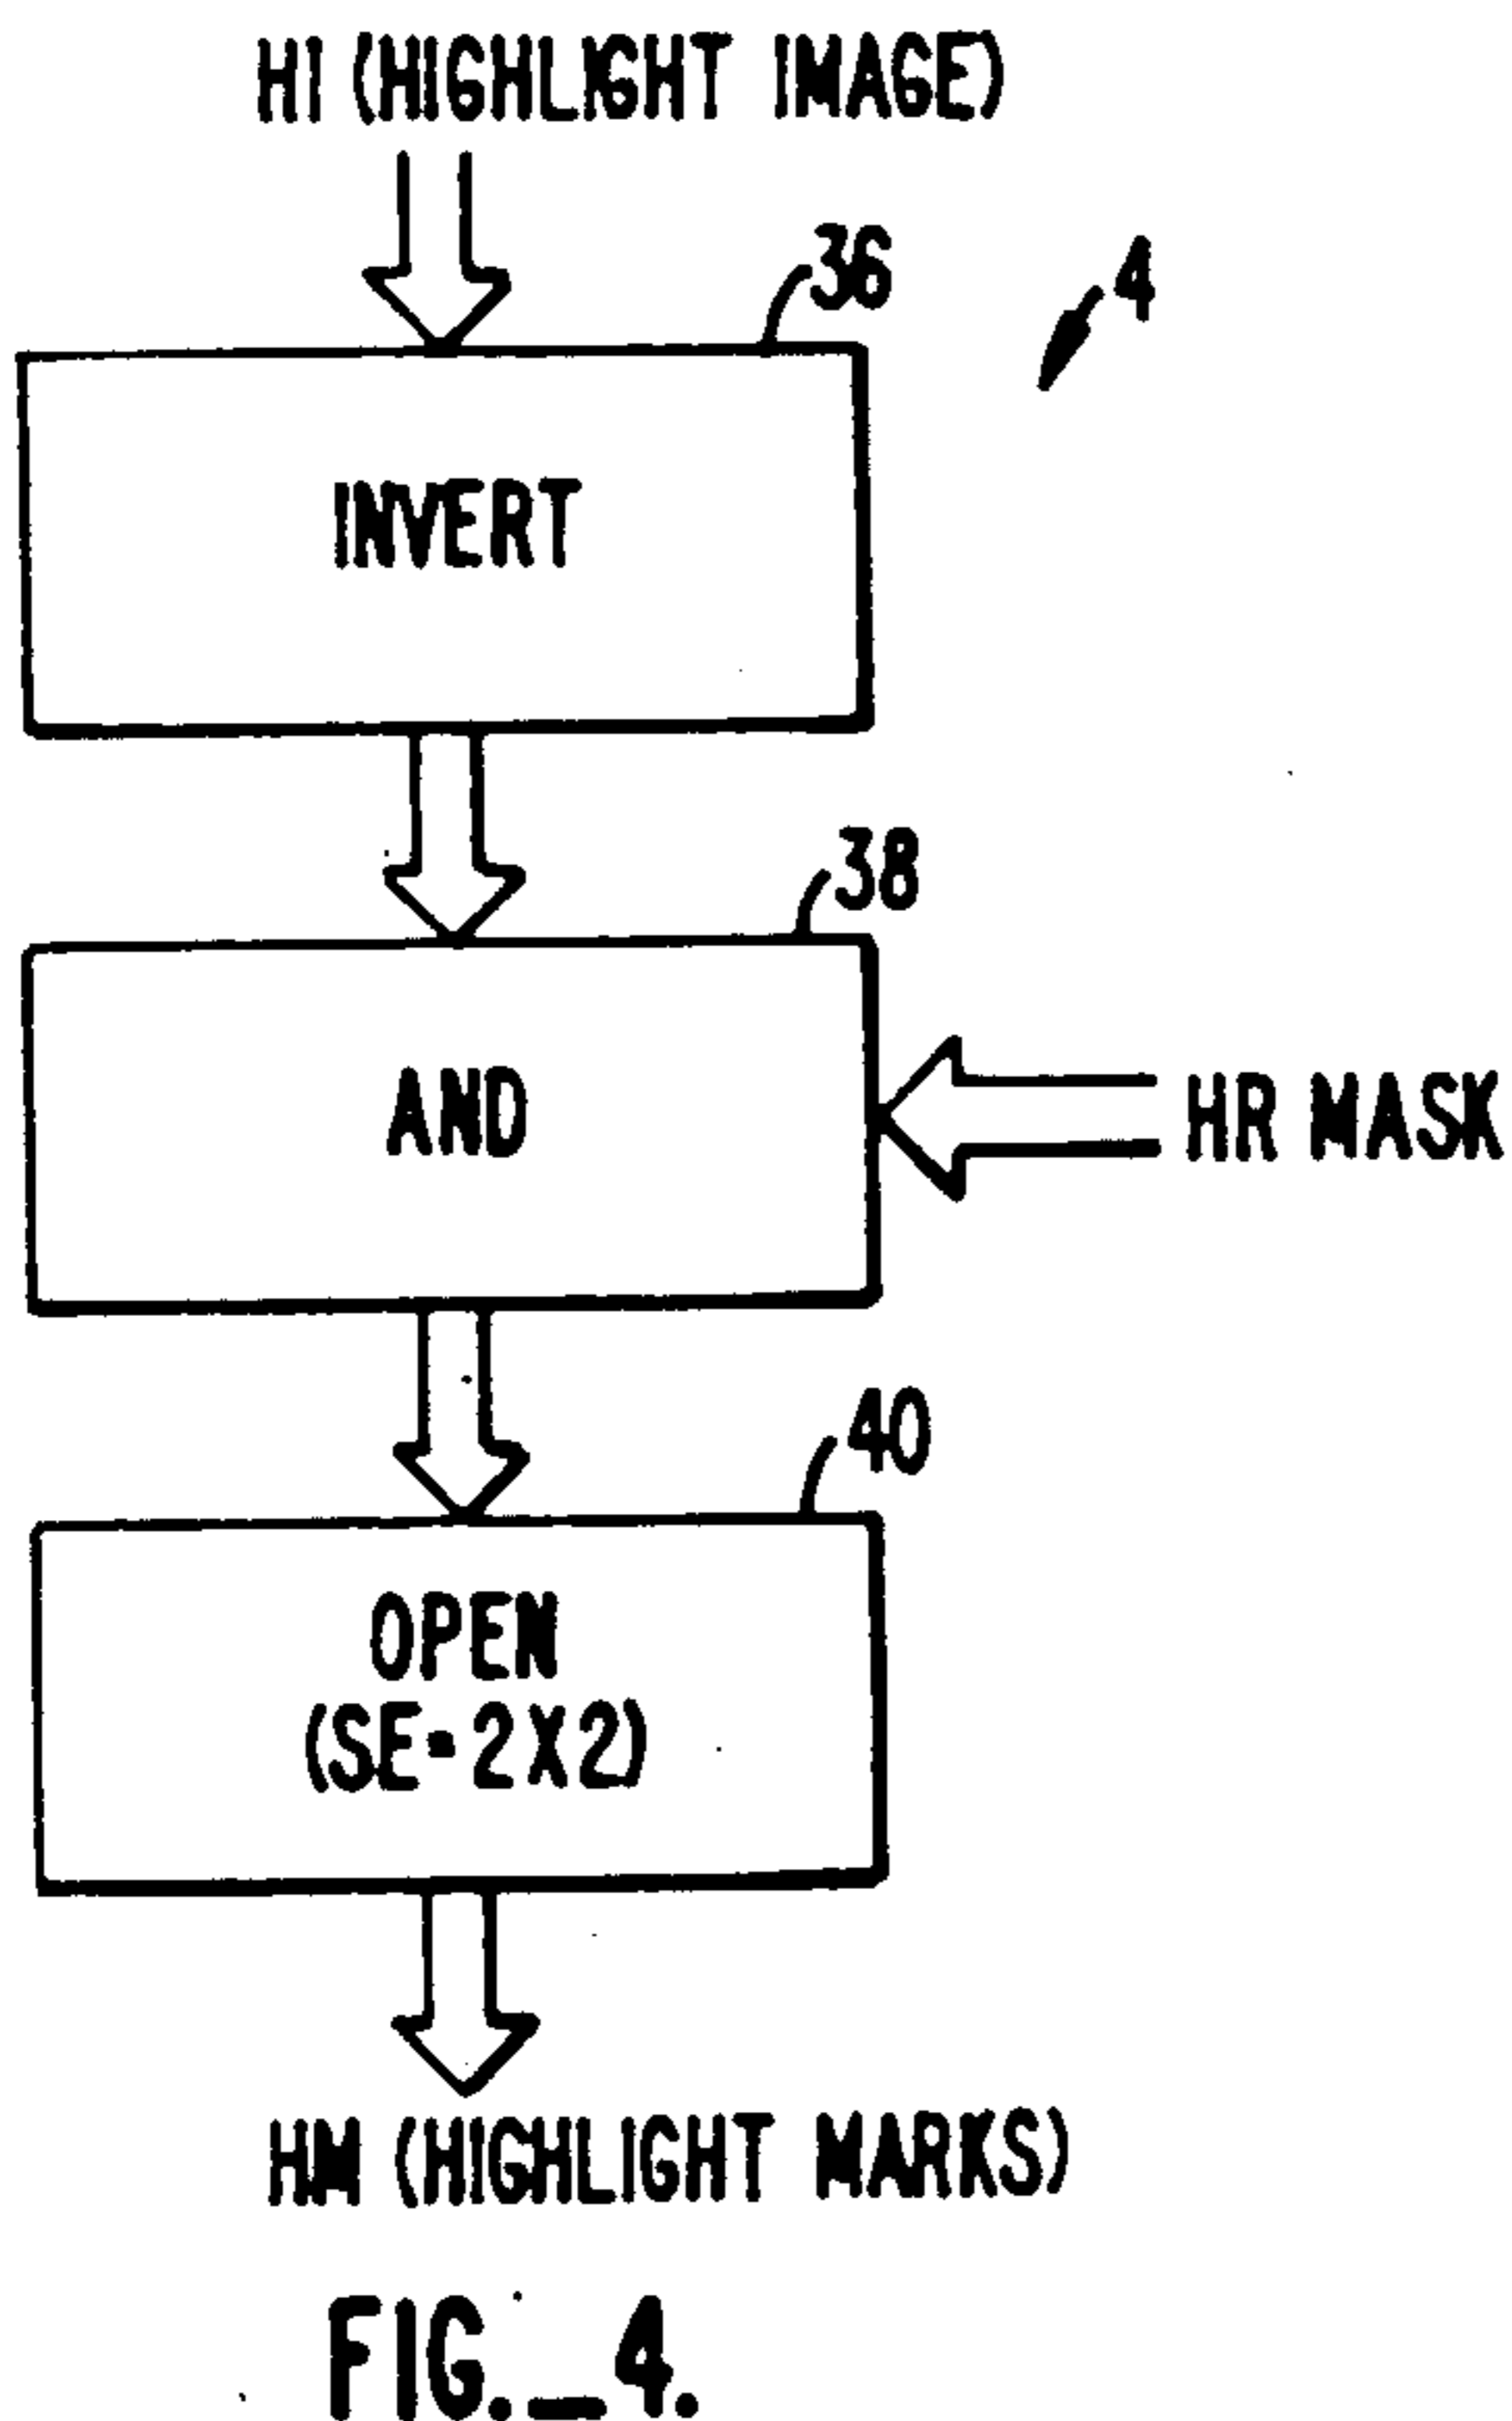 HI (HIGHLIGHT IMAGE)
36
4
INVERT
38
AND
HR MASK
40
OPEN
(SE•2X2)
HM (HIGHLIGHT MARKS)
FIG._4.